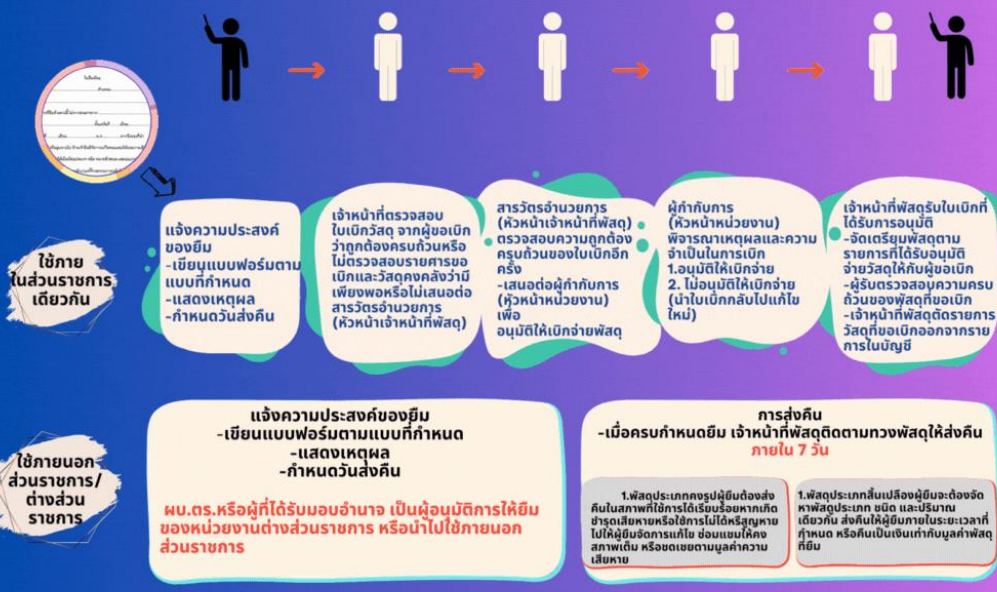 ใช้ภาย
ในส่วนราชการ
เดียวกัน
แจ้งความประสงค์
ของยืม
-เขียนแบบฟอร์มตาม
แบบที่กำหนด
-แสดงเหตุผล
-กำหนดวันส่งคืน
เจ้าหน้าที่ตรวจสอบ
ใบเบิกวัสดุ จากผู้ขอเบิก
ว่าถูกต้องครบถ้วนหรือ
ไม่ตรวจสอบรายศารขอ
เบิกและวัสดุคงคลังว่ามี
เพียงพอหรือไม่เสนอต่อ
สารวัตรอำนวยการ
(หัวหน้าเจ้าหน้าที่พัสดุ)
สารวัตรอำนวยการ
(หัวหน้าเจ้าหน้าที่พัสดุ)
ตรวจสอบความถูกต้อง
ครบถ้วนของใบเบิกอีก
ครั้ง
-เสนอต่อผู้กำกับการ
(หัวหน้าหน่วยงาน)
เพื่อ
อนุมัติให้เบิกจ่ายพัสดุ
ผู้กำกับการ
(หัวหน้าหน่วยงาน)
พิจารณาเหตุผลและความ
จำเป็นในการเบิก
1.อนุมัติให้เบิกจ่าย
2. ไม่อนุมัติให้เบิกจ่าย
(นำใบเบิ้กกลับไปแก้ไข
ใหม่)
เจ้าหน้าที่พัสดุรับใบเบิกที่
ได้รับการอนุมัติ
-จัดเตรียมพัสดุตาม
รายการที่ได้รับอนุมัติ
จ่ายวัสดุให้กับผู้ขอเบิก
-ผู้รับตรวจสอบความครบ
ถ้วนของพัสดุที่ขอเบิก
-เจ้าหน้าที่พัสดุตัดรายการ
วัสดุที่ขอเบิกออกจากราย
การในบัญชี
ใช้ภายนอก
ส่วนราชการ/
ต่างส่วน
ราชการ
แจ้งความประสงค์ของยืม
-เขียนแบบฟอร์มตามแบบที่กำหนด
-แสดงเหตุผล
-กำหนดวันส่งคืน
ผบ.ตร.หรือผู้ที่ได้รับมอบอำนาจ เป็นผู้อนุมัติการให้ยืม
ของหน่วยงานต่างส่วนราชการ หรือนำไปใช้ภายนอก
ส่วนราชการ
การส่งคืน
-เมื่อครบกำหนดยืม เจ้าหน้าที่พัสดุติดตามทวงพัสดุให้ส่งคืน
ภายใน 7 วัน
1.พัสดุประเภทคงรูปผู้ยืมต้องส่ง
คืนในสภาพที่ใช้การได้เรียบร้อยหากเกิด
ชำรุดเสียหายหรือใช้การไม่ได้หรืสูญหาย
ไปให้ผู้ยืมจัดการแก้ไข ซ่อมแซมให้คง
สภาพเดิม หรือชดเชยตามมูลค่าความ
เสียหาย
1.พัสดุประเภทสิ้นเปลืองผู้ยืมจะต้องจัด
หาพัสดุประเภท ชนิด และปริมาณ
เดียวกัน ส่งคืนให้ผู้ยืมภายในระยะเวลาที่
กำหนด หรือคืนเป็นเงินเท่ากับมูลค่าพัสดุ
ที่ยืม